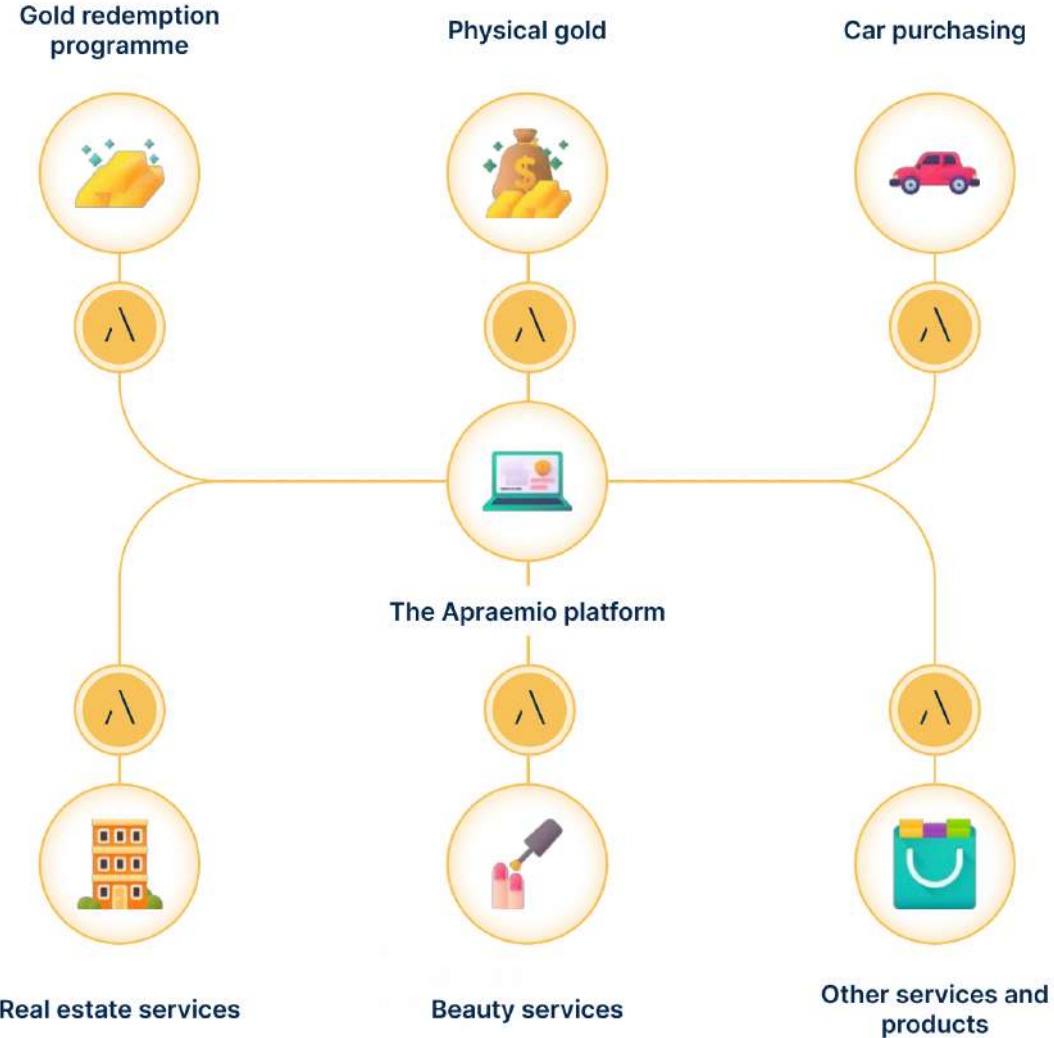 Gold redemption
programme
Physical gold
Car purchasing
$
The Apraemio platform
Real estate services
Beauty services
Other services and
products